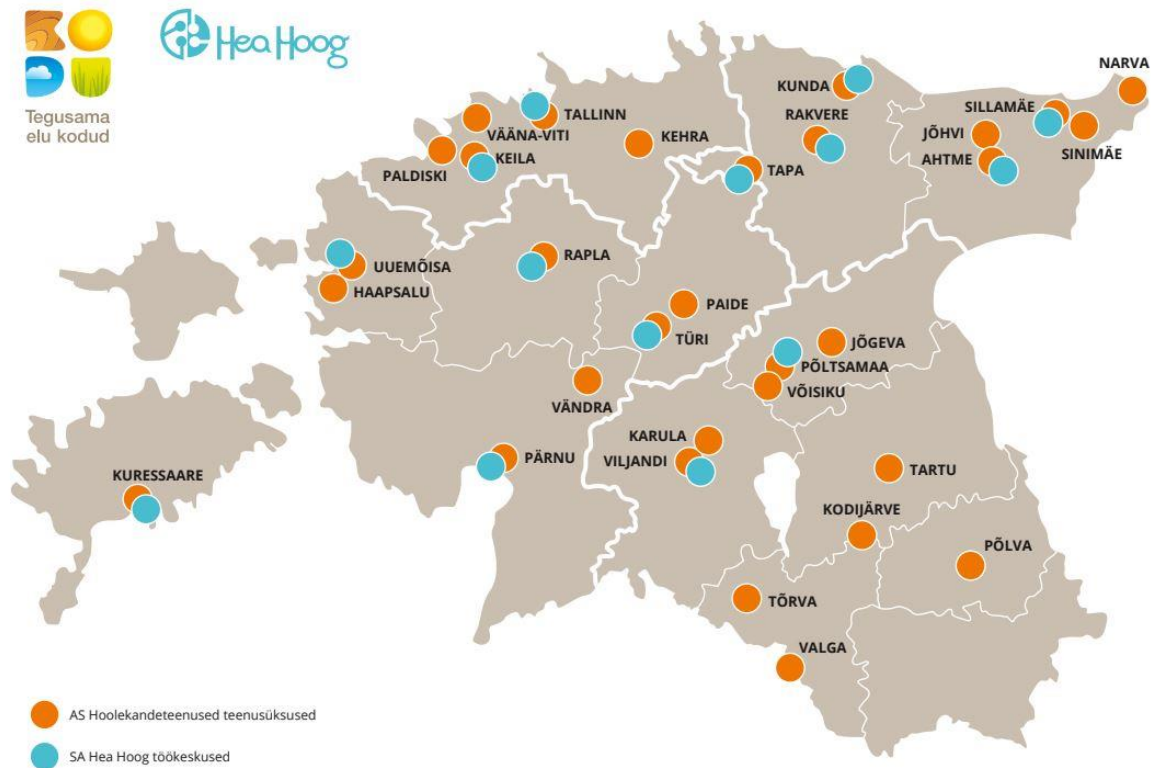 KODU
Hea Hoog
Tegusama
elu kodud
NARVA
KUNDA
SILLAMÄE
TALLINN
RAKVERE
JÕHVI
VÄÄNA-VITI
KEHRA
SINIMÄE
KEILA
AHTME
PALDISKI
TAPA
RAPLA
UUEMÕISA
HAAPSALU
PAIDE
TÜRI
JÕGEVA
PÕLTSAMAA
VÕISIKU
VÄNDRA
KARULA
PÄRNU
VILJANDI
TARTU
KURESSAARE
KODIJÄRVE
PÕLVA
TÕRVA
VALGA
AS Hoolekandeteenused teenusüksused
SA Hea Hoog töökeskused